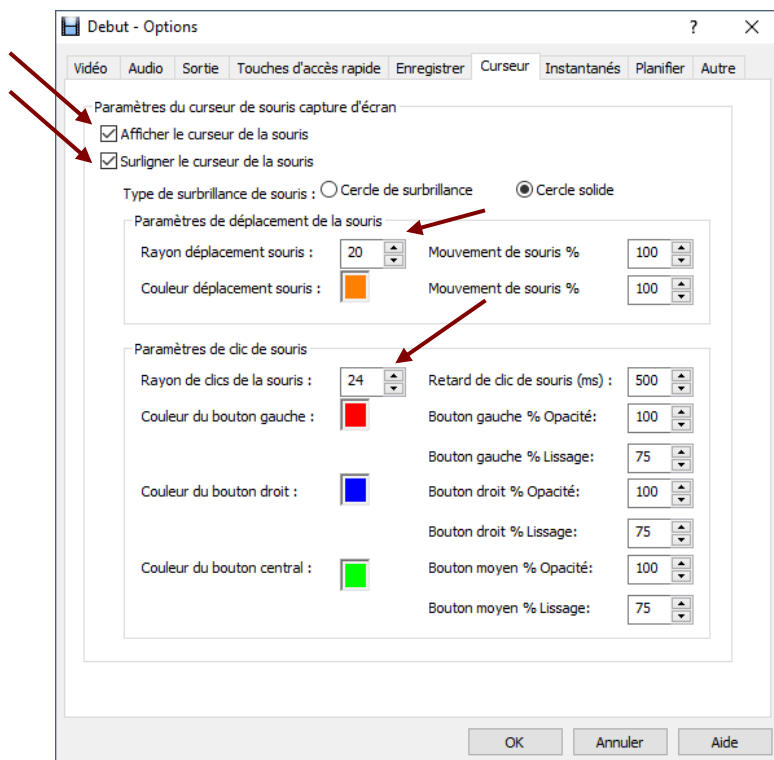 Debut - Options
Vidéo Audio Sortie Touches d'accès rapide Enregistrer Curseur Instantanés Planifier Autre
Paramètres du curseur de souris capture d'écran
Afficher le curseur de la souris
Surligner le curseur de la souris
Type de surbrillance de souris : Cercle de surbrillance Cercle solide
Paramètres de déplacement de la souris
Rayon déplacement souris : 20 Mouvement de souris % 100
Couleur déplacement souris : Mouvement de souris % 100
Paramètres de clic de souris
Rayon de clics de la souris : 24 Retard de clic de souris (ms) : 500
Couleur du bouton gauche : Bouton gauche % Opacité: 100
Bouton gauche % Lissage: 75
Couleur du bouton droit : Bouton droit % Opacité: 100
Bouton droit % Lissage: 75
Couleur du bouton central : Bouton moyen % Opacité: 100
Bouton moyen % Lissage: 75
OK Annuler Aide